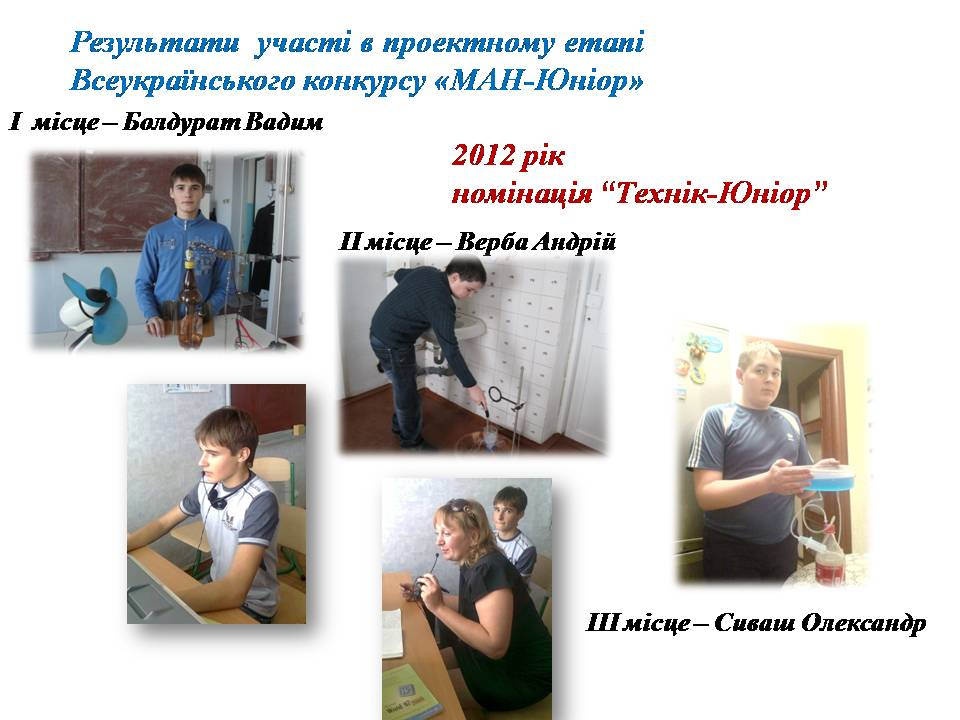 Результати участі в проектному етапі
Всеукраїнського конкурсу «МАН-Юніор»
І місце – Болдурат Вадим
2012 рік
номінація “Технік-Юніор”
ІІ місце – Верба Андрій
ІІІ місце – Сиваш Олександр